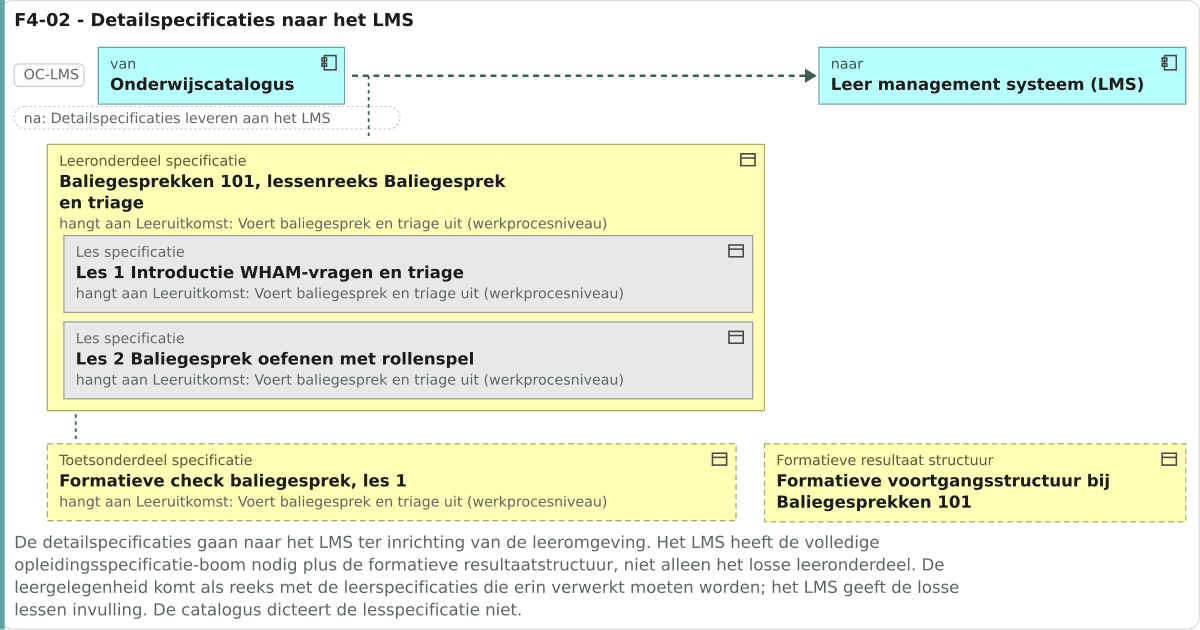 F4-02 - Detailspecificaties naar het LMS
OC-LMS
van
Onderwijscatalogus
naar
Leer management systeem (LMS)
na: Detailspecificaties leveren aan het LMS
Leeronderdeel specificatie
Baliegesprekken 101, lessenreeks Baliegesprek
en triage
hangt aan Leeruitkomst: Voert baliegesprek en triage uit (werkprocesniveau)
Les specificatie
Les 1 Introductie WHAM-vragen en triage
hangt aan Leeruitkomst: Voert baliegesprek en triage uit (werkprocesniveau)
Les specificatie
Les 2 Baliegesprek oefenen met rollenspel
hangt aan Leeruitkomst: Voert baliegesprek en triage uit (werkprocesniveau)
Toetsonderdeel specificatie
Formatieve check baliegesprek, les 1
hangt aan Leeruitkomst: Voert baliegesprek en triage uit (werkprocesniveau)
Formatieve resultaat structuur
Formatieve voortgangsstructuur bij
Baliegesprekken 101
De detailspecificaties gaan naar het LMS ter inrichting van de leeromgeving. Het LMS heeft de volledige
opleidingsspecificatie-boom nodig plus de formatieve resultaatstructuur, niet alleen het losse leeronderdeel. De
leergelegenheid komt als reeks met de leerspecificaties die erin verwerkt moeten worden; het LMS geeft de losse
lessen invulling. De catalogus dicteert de lesspecificatie niet.